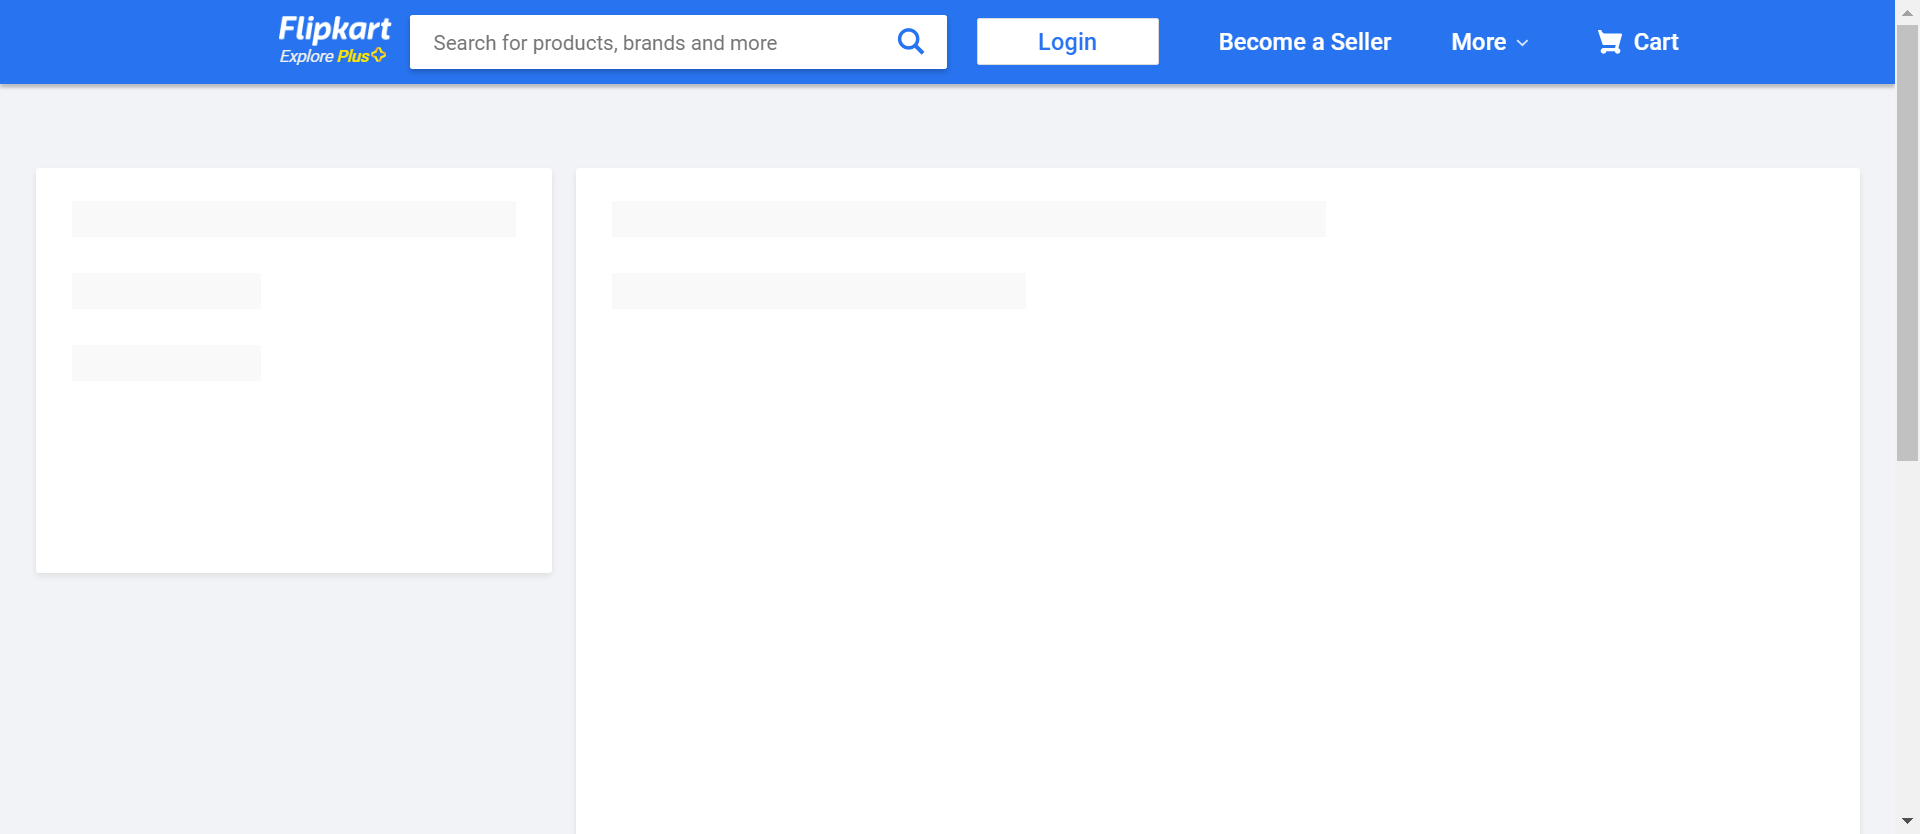 Flipkart
Explore Plus
Search for products, brands and more
Login
Become a Seller
More
Cart